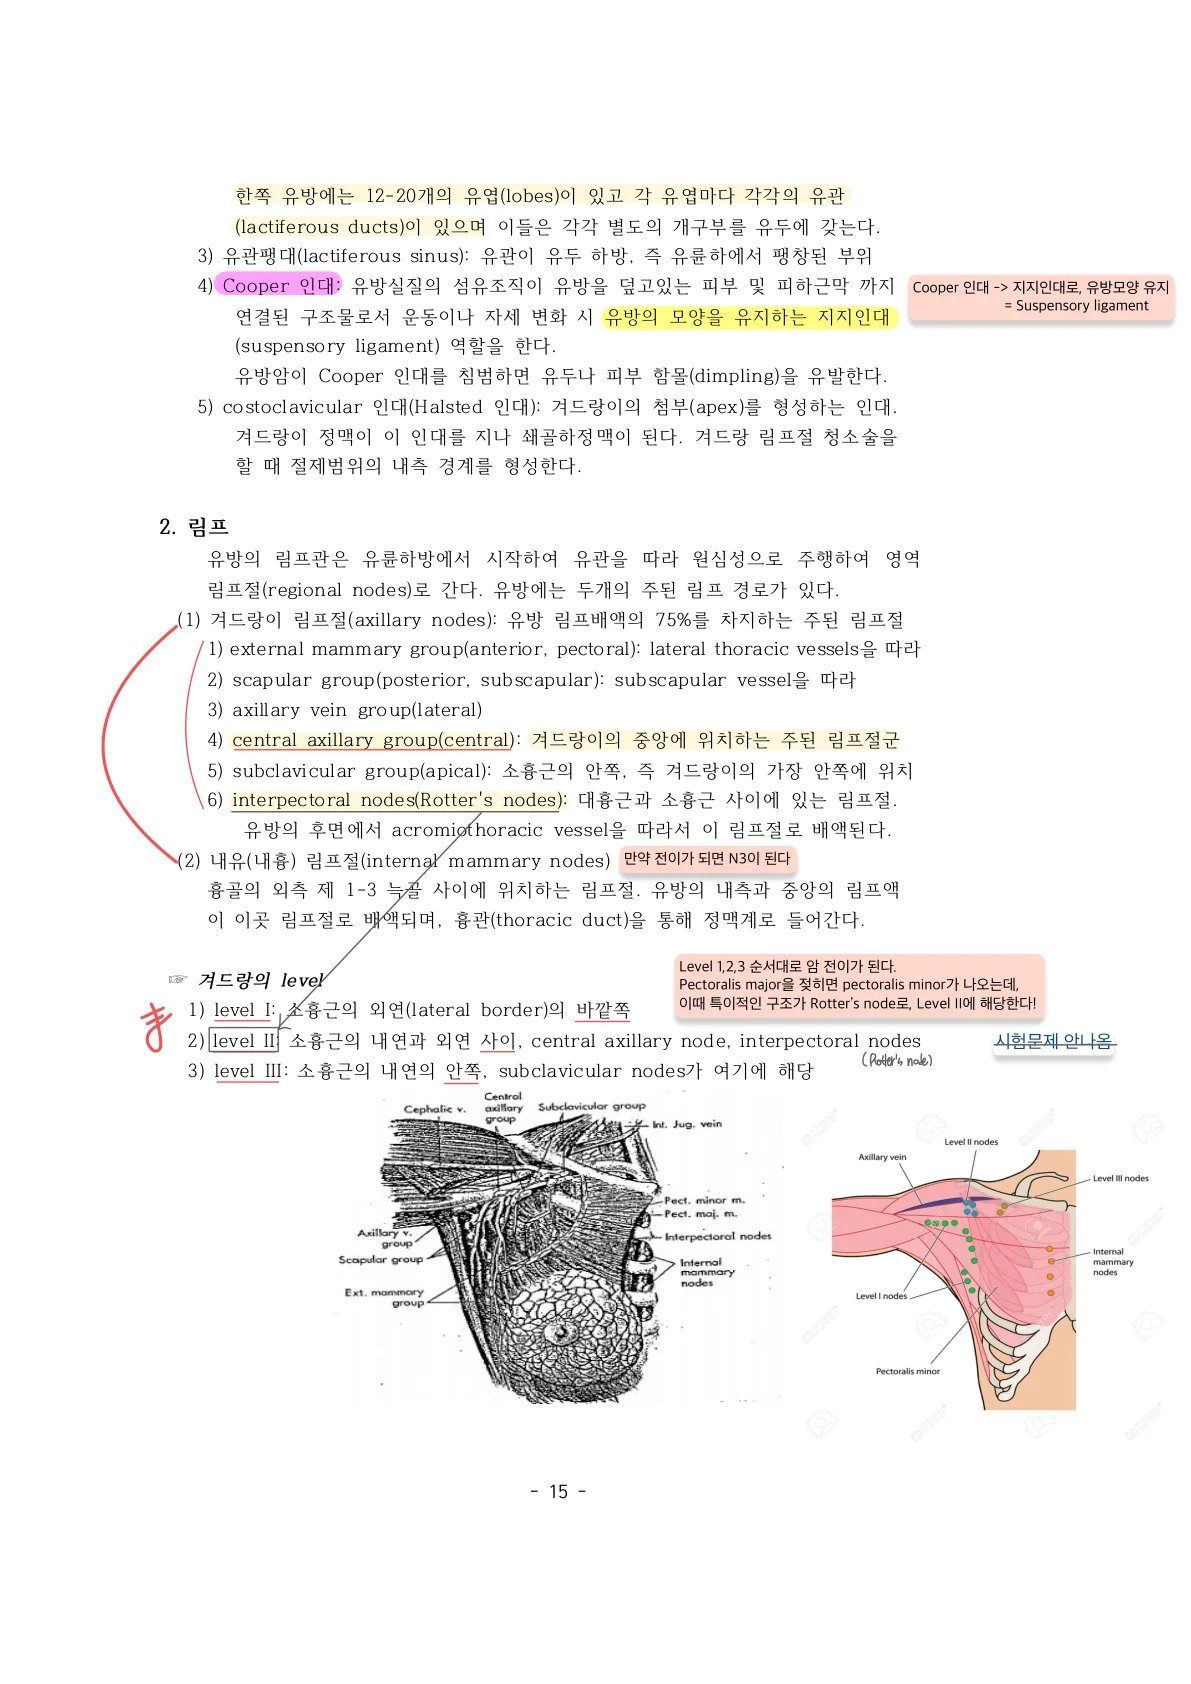 한쪽 유방에는 12-20개의 유엽(lobes)이 있고 각 유엽마다 각각의 유관
(lactiferous ducts)이 있으며 이들은 각각 별도의 개구부를 유두에 갖는다.
3) 유관팽대(lactiferous sinus): 유관이 유두 하방, 즉 유륜하에서 팽창된 부위
4) Cooper 인대: 유방실질의 섬유조직이 유방을 덮고있는 피부 및 피하근막 까지
Cooper 인대 -> 지지인대로, 유방모양 유지
= Suspensory ligament
연결된 구조물로서 운동이나 자세 변화 시 유방의 모양을 유지하는 지지인대
(suspensory ligament) 역할을 한다.
유방암이 Cooper 인대를 침범하면 유두나 피부 함몰(dimpling)을 유발한다.
5) costoclavicular 인대(Halsted 인대): 겨드랑이의 첨부(apex)를 형성하는 인대.
겨드랑이 정맥이 이 인대를 지나 쇄골하정맥이 된다. 겨드랑 림프절 청소술을
할 때 절제범위의 내측 경계를 형성한다.
2. 림프
유방의 림프관은 유륜하방에서 시작하여 유관을 따라 원심성으로 주행하여 영역
림프절(regional nodes)로 간다. 유방에는 두개의 주된 림프 경로가 있다.
(1) 겨드랑이 림프절(axillary nodes): 유방 림프배액의 75%를 차지하는 주된 림프절
1) external mammary group(anterior, pectoral): lateral thoracic vessels을 따라
2) scapular group(posterior, subscapular): subscapular vessel을 따라
3) axillary vein group(lateral)
4) central axillary group(central): 겨드랑이의 중앙에 위치하는 주된 림프절군
5) subclavicular group(apical): 소흉근의 안쪽, 즉 겨드랑이의 가장 안쪽에 위치
6) interpectoral nodes(Rotter's nodes): 대흉근과 소흉근 사이에 있는 림프절.
유방의 후면에서 acromiothoracic vessel을 따라서 이 림프절로 배액된다.
(2) 내유(내흉) 림프절(internal mammary nodes) 만약 전이가 되면 N3이 된다
흉골의 외측 제 1-3 늑골 사이에 위치하는 림프절. 유방의 내측과 중앙의 림프액
이 이곳 림프절로 배액되며, 흉관(thoracic duct)을 통해 정맥계로 들어간다.
☞ 겨드랑의 level
Level 1,2,3 순서대로 암 전이가 된다.
Pectoralis major을 젖히면 pectoralis minor가 나오는데,
이때 특이적인 구조가 Rotter's node로, Level II에 해당한다!
1) level I: 소흉근의 외연(lateral border)의 바깥쪽
2) level II: 소흉근의 내연과 외연 사이, central axillary node, interpectoral nodes
(Rotter's node)
시험문제 안나옴
3) level III: 소흉근의 내연의 안쪽, subclavicular nodes가 여기에 해당
Cephalic v.
Central
axillary
group
Subclavicular group
Int. Jug. vein
Pect. minor m.
Pect. maj. m.
Interpectoral nodes
Internal
mammary
nodes
Axillary v.
group
Scapular group
Ext. mammary
group
Level II nodes
Axillary vein
Level III nodes
Internal
mammary
nodes
Level I nodes
Pectoralis minor
- 15 -